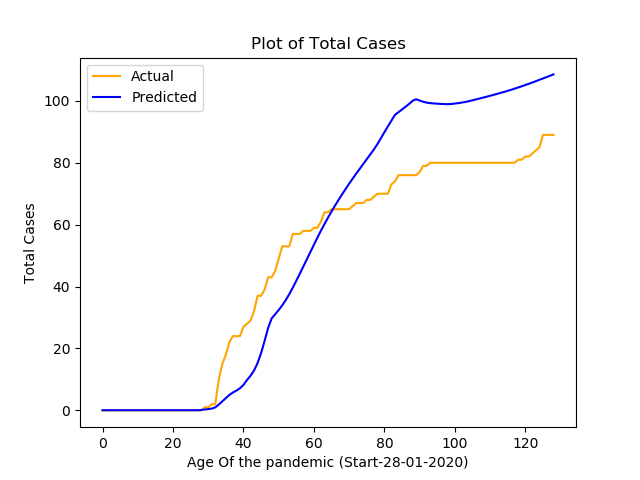 Plot of Total Cases
Actual
Predicted
100
80
60
40
20
0
Total Cases
0 20 40 60 80 100 120
Age Of the pandemic (Start-28-01-2020)